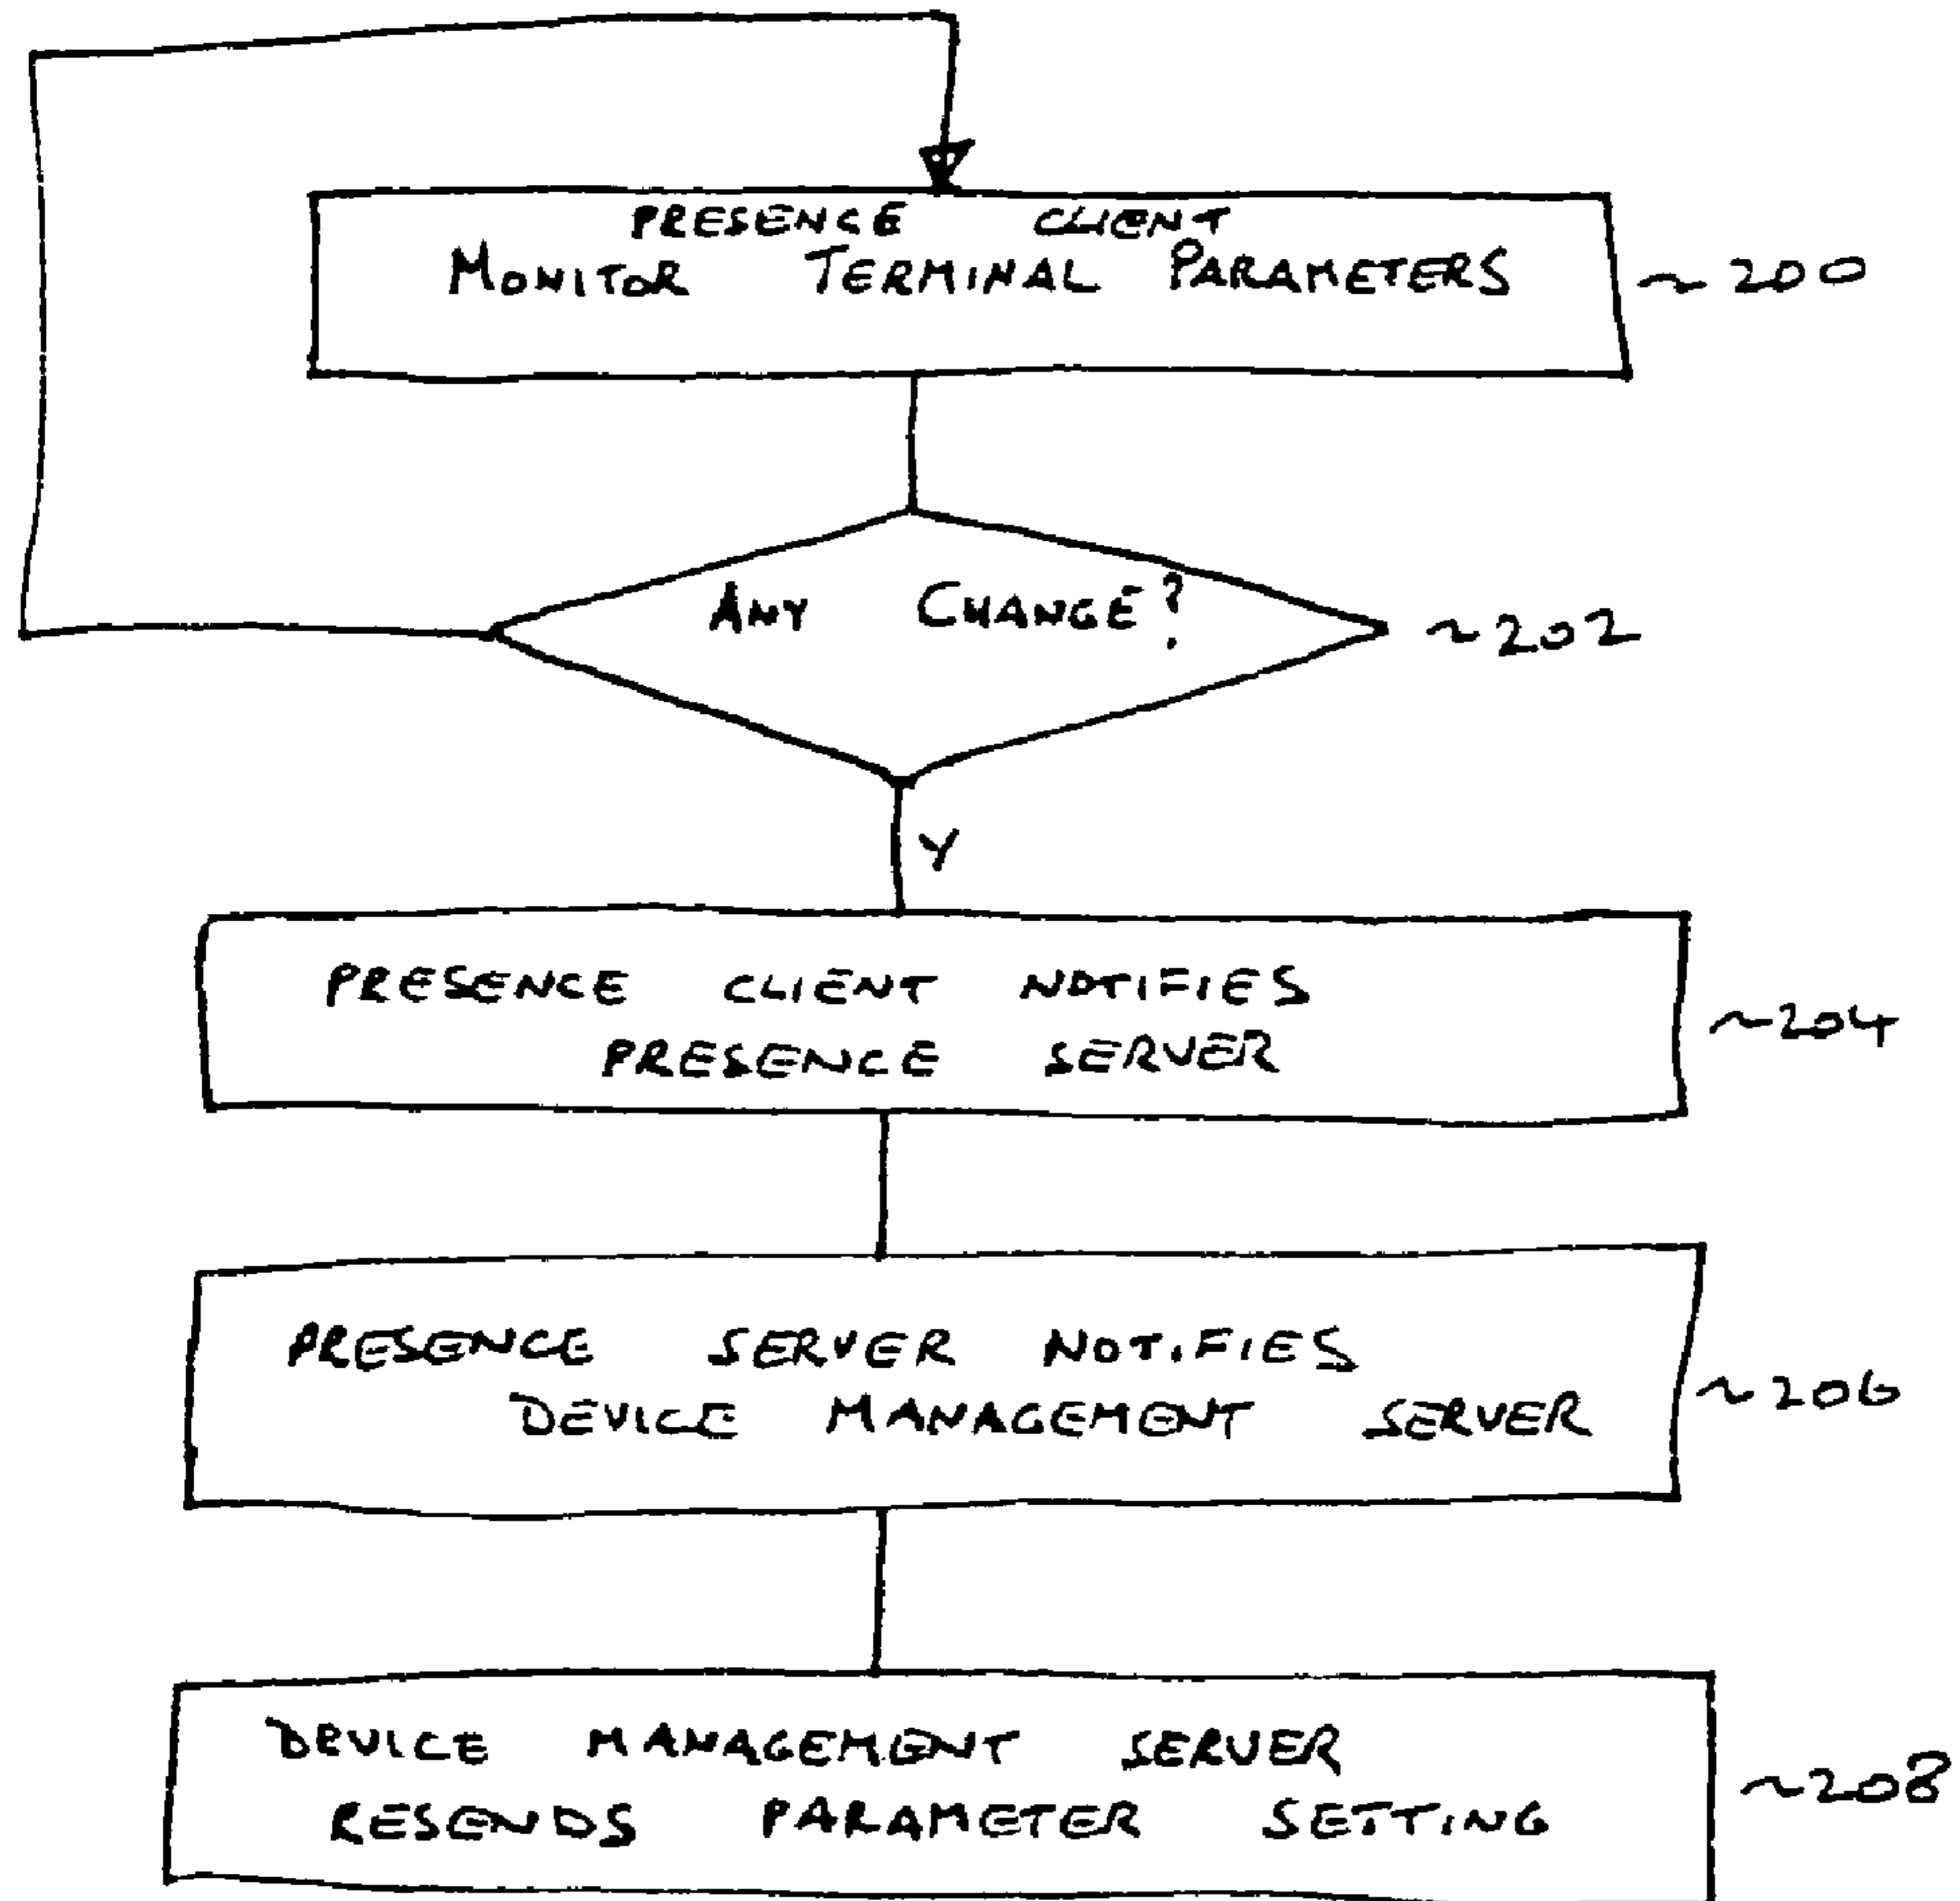 PRESENCE CLIENT
MONITOR TERMINAL PARAMETERS
~200
ANY CHANGE?
~202
Y
PRESENCE CLIENT NOTIFIES
PRESENCE SERVER
~204
PRESENCE SERVER NOTIFIES
DEVICE MANAGEMENT SERVER
~206
DEVICE MANAGEMENT SERVER
RESENDS PARAMETER SETTING
~208